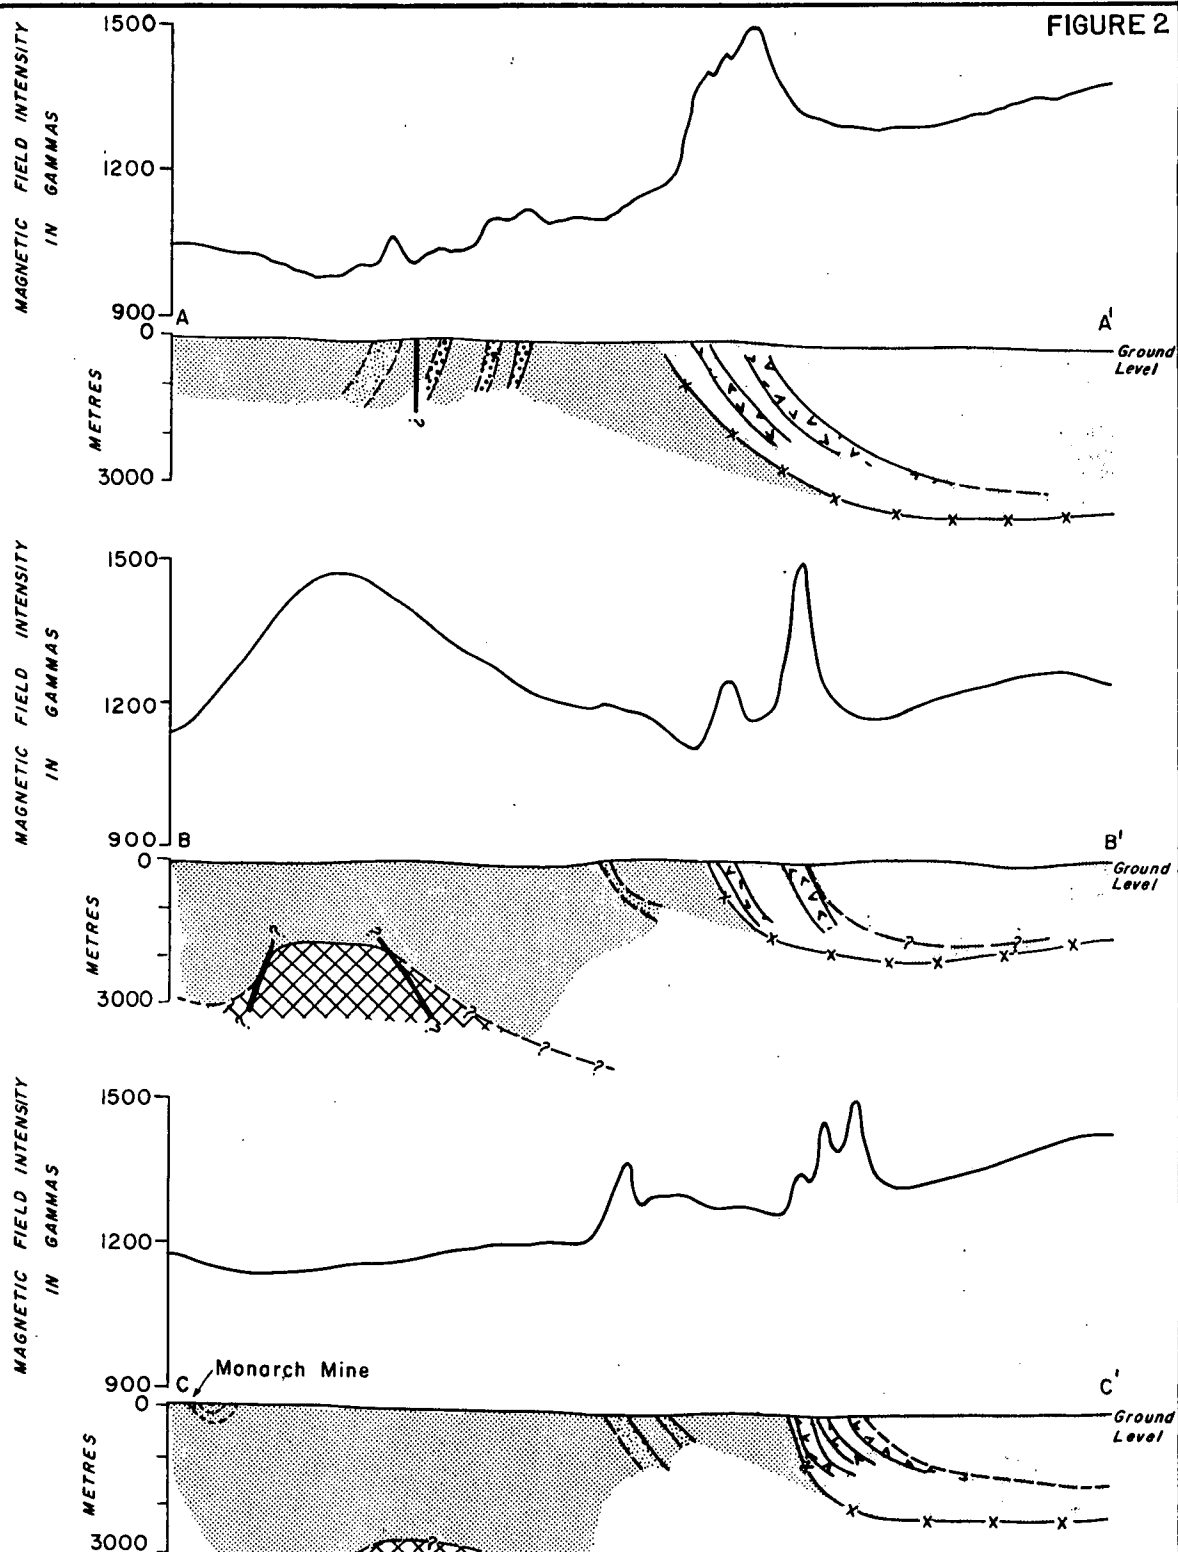 FIGURE 2
MAGNETIC FIELD INTENSITY
IN GAMMAS
1500
1200
900
A
A'
0
Ground
Level
METRES
3000
?
MAGNETIC FIELD INTENSITY
IN GAMMAS
1500
1200
900
B
B'
0
Ground
Level
METRES
3000
? ?
? ?
? ? ?
? ?
MAGNETIC FIELD INTENSITY
IN GAMMAS
1500
1200
900
C
Monarch Mine
C'
0
Ground
Level
METRES
3000
?